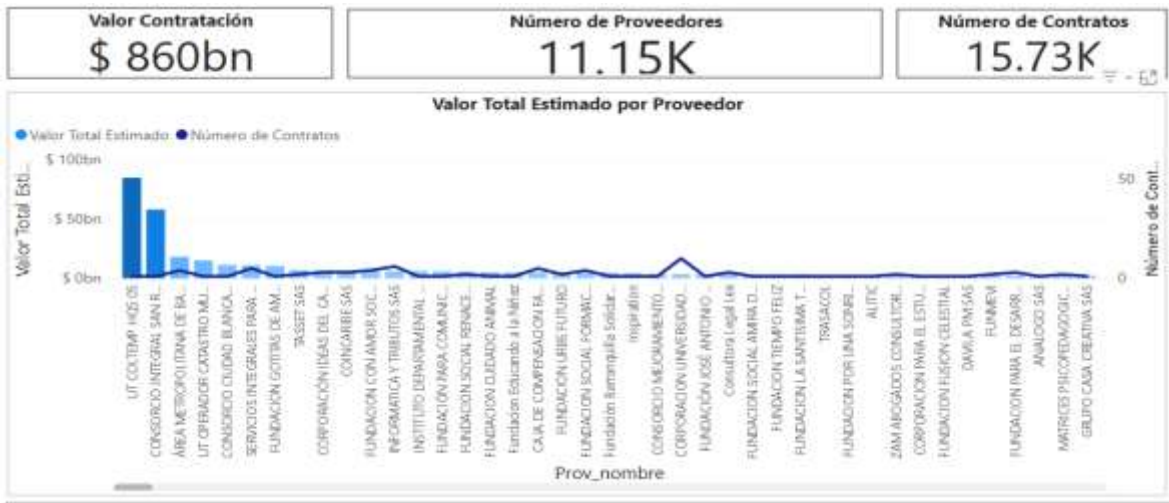 Valor Contratación
$ 860bn
Número de Proveedores
11.15K
Número de Contratos
15.73K
Valor Total Estimado por Proveedor
Valor Total Estimado
Número de Contratos
Valor Total Esti...
$ 100bn
$ 50bn
$ 0bn
50
0
Número de Cont...
UT COLTEMP HQS 05
CONSORCIO INTEGRAL SAN R...
ÁREA METROPOLITANA DE BA...
UT OPERADOR CATASTRO MU...
CONSORCIO CIUDAD BLANCA...
SERVICIOS INTEGRALES PARA ...
FUNDACION GOTITAS DE AM...
TASSET SAS
CORPORACIÓN IDEAS DEL CA...
COINCARIBE SAS
FUNDACION CON AMOR SOC...
INFORMATICA Y TRIBUTOS SAS
INSTITUTO DEPARTAMENTAL ...
FUNDACIÓN PARA COMUNIC...
FUNDACION SOCIAL RENACE...
FUNDACION CUIDADO ANIMAL
Fundación Educando a la Niñez
CAJA DE COMPENSACION FA...
FUNDACION URIBE FUTURO
FUNDACION SOCIAL FORMAC...
Fundación Barranquilla Solidar...
Inspiration
CONSORCIO MEJORAMIENTO...
CORPORACION UNIVERSIDAD...
FUNDACIÓN JOSÉ ANTONIO ...
Consultora Legal Lex
FUNDACION SOCIAL AMIRA D...
FUNDACION TIEMPO FELIZ
FUNDACION LA SANTISIMA T...
TRASACOL
FUNDACION POR UNA SONRI...
ALITIC
ZAM ABOGADOS CONSULTOR...
CORPORACION PARA EL ESTU...
FUNDACION FUSION CELESTIAL
DAVILA PM SAS
FUNMEVI
FUNDACION PARA EL DESARR...
ANALOGO SAS
MATRICES PSICOPEDAGOGIC...
GRUPO CASA CREATIVA SAS
Prov_nombre